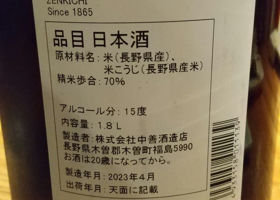 ZENKICHI
Since 1865
品目 日本酒
原材料名：米（長野県産）、
米こうじ（長野県産米）
精米歩合：70%
アルコール分：15度
内容量：1.8L
製造者：株式会社中善酒造店
長野県木曽郡木曽町福島5990
お酒は20歳になってから。
製造年月：2023年4月
出荷年月：天面に記載